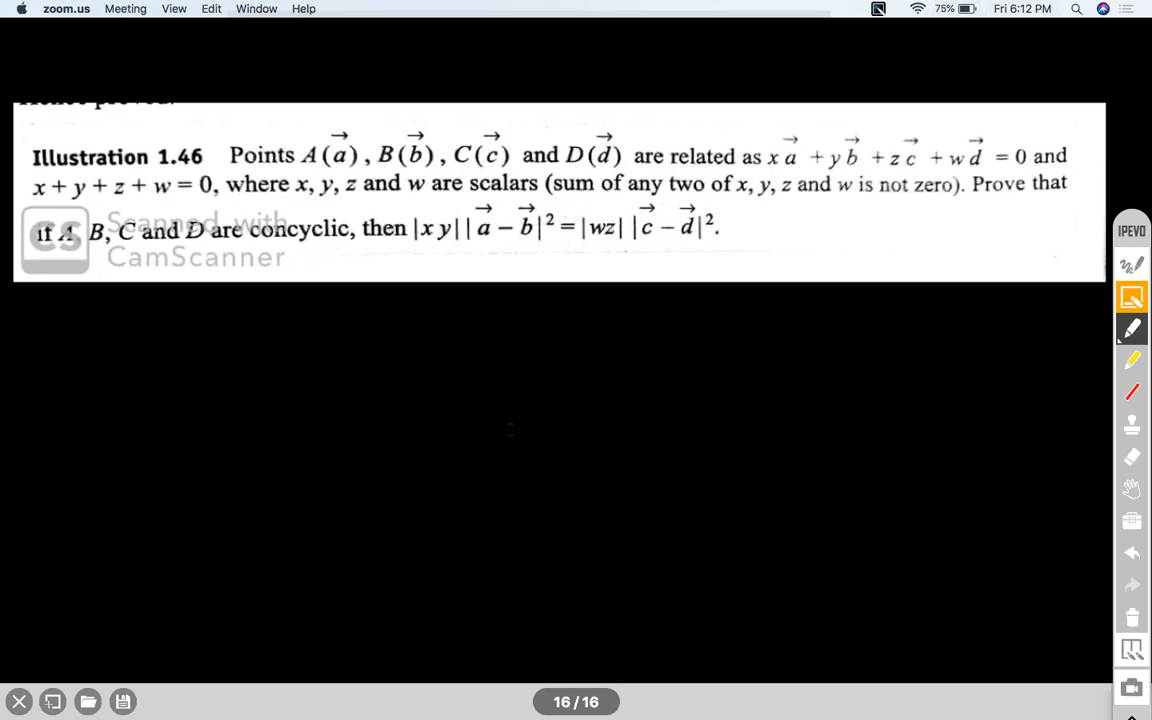 zoom.us Meeting View Edit Window Help 75% Fri 6:12 PM
Hence proved.
Illustration 1.46 Points A(a⃗), B(b⃗), C(c⃗) and D(d⃗) are related as x a⃗ + y b⃗ + z c⃗ + w d⃗ = 0 and
x + y + z + w = 0, where x, y, z and w are scalars (sum of any two of x, y, z and w is not zero). Prove that
if A, B, C and D are concyclic, then |x y| | a⃗ − b⃗|² = |wz| |c⃗ − d⃗|².
CS Scanned with
CamScanner
IPEVO
16 / 16